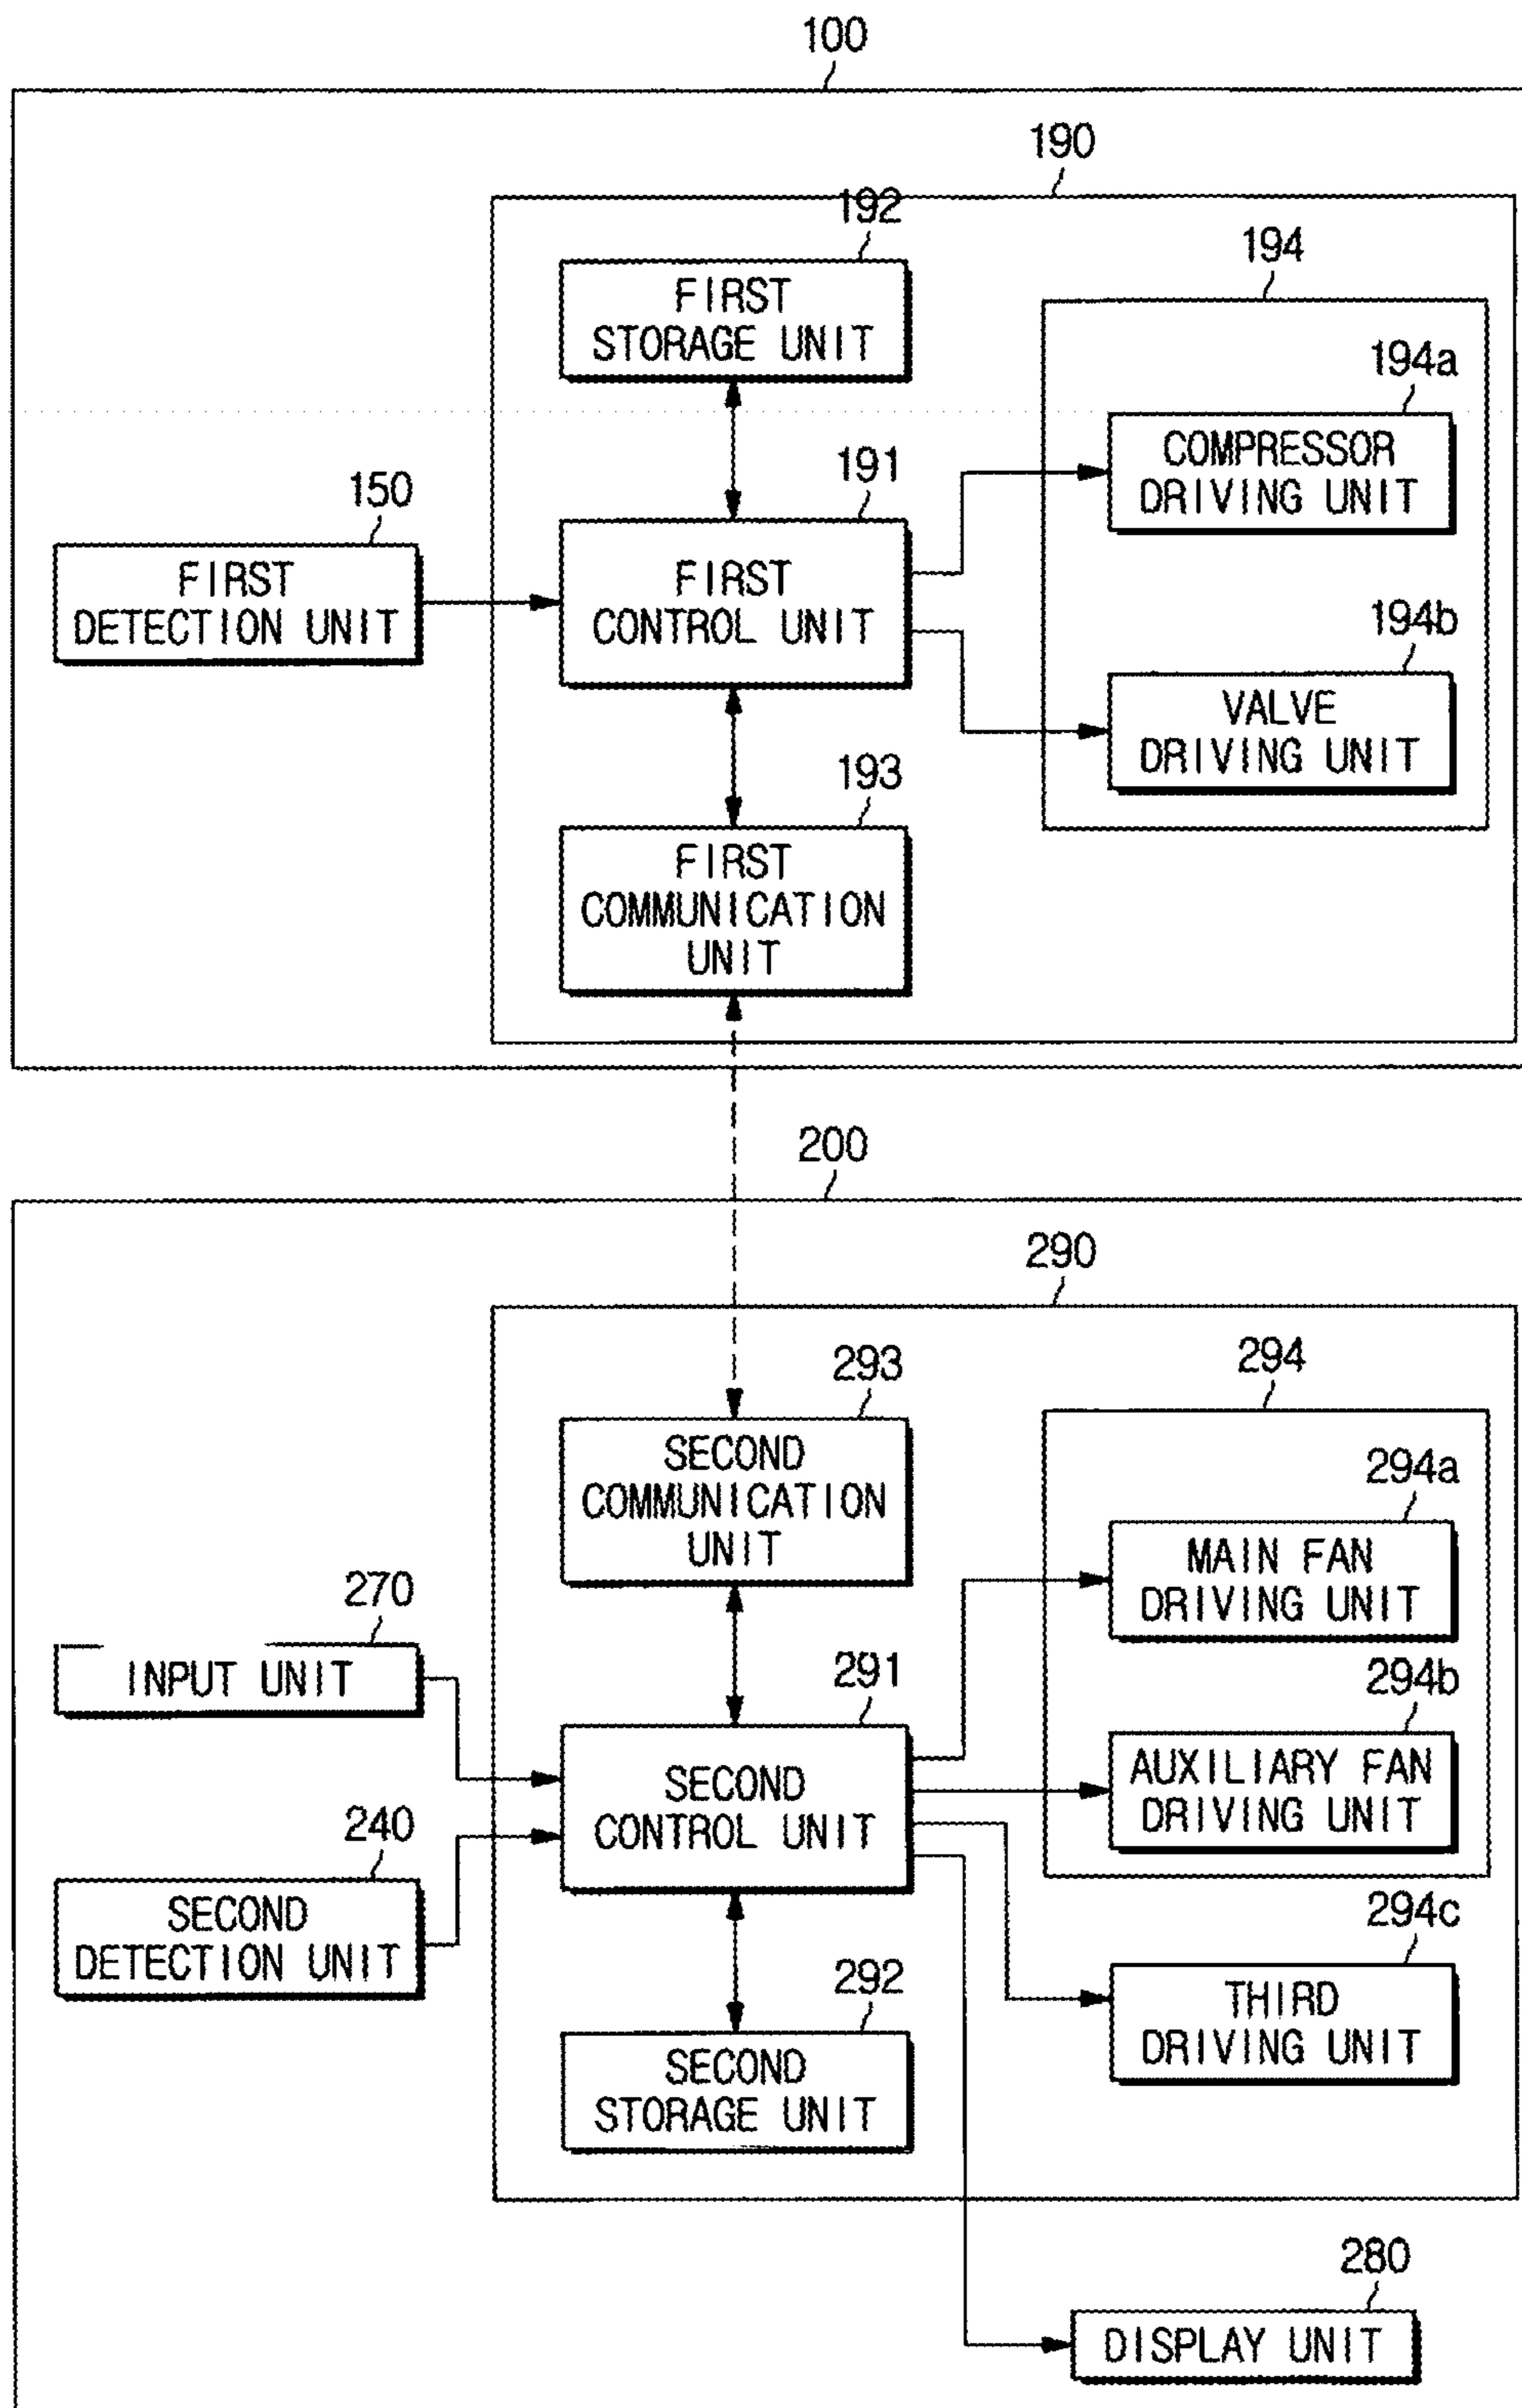 100
190
192
FIRST
STORAGE UNIT
194
194a
COMPRESSOR
DRIVING UNIT
150
FIRST
DETECTION UNIT
191
FIRST
CONTROL UNIT
194b
VALVE
DRIVING UNIT
193
FIRST
COMMUNICATION
UNIT
200
290
293
SECOND
COMMUNICATION
UNIT
294
294a
MAIN FAN
DRIVING UNIT
270
INPUT UNIT
291
SECOND
CONTROL UNIT
294b
AUXILIARY FAN
DRIVING UNIT
240
SECOND
DETECTION UNIT
294c
THIRD
DRIVING UNIT
292
SECOND
STORAGE UNIT
280
DISPLAY UNIT